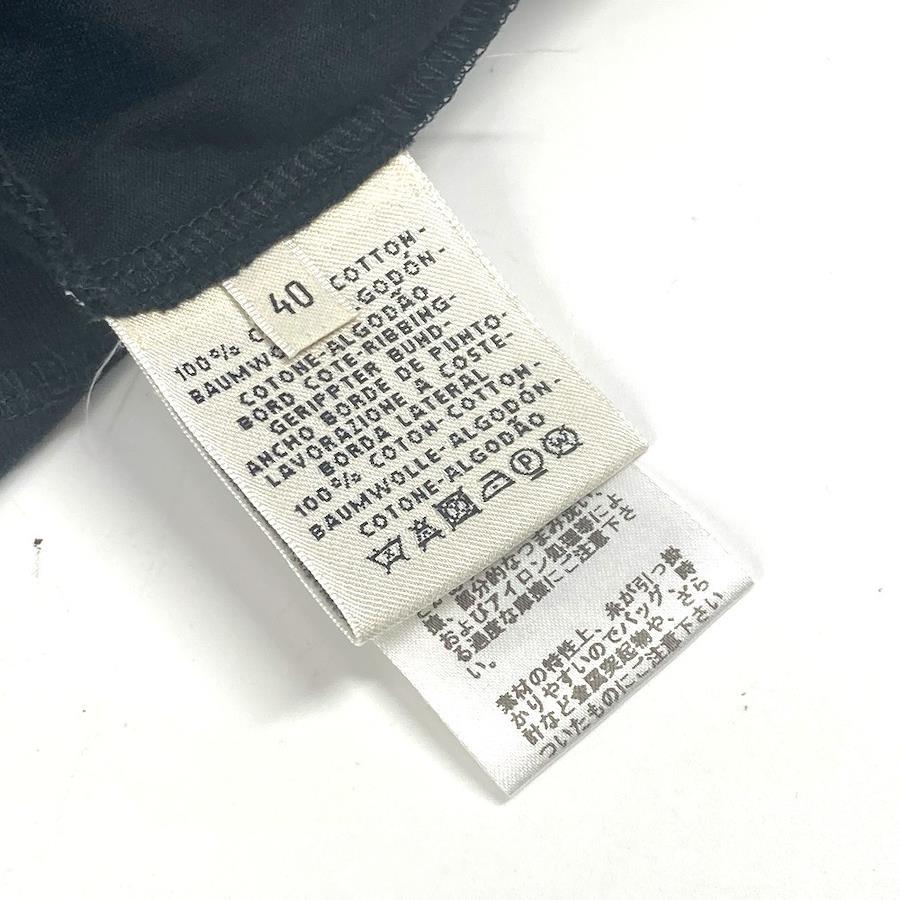 40
100% C COTTON-
BAUMWO LGODÓN-
COTONE-ALGODÃO
BORD COTE-RIBBING-
GERIPPTER BUND-
ANCHO BORDE DE PUNTO-
LAVORAZIONE A COSTE-
BORDA LATERAL
100% COTON-COTTON-
BAUMWOLLE-ALGODÓN-
COTONE-ALGODÃO
P
W
部分的なつまみ洗い
およびアイロン処理等によ
る過度な摩擦にご注意下さ
い。
素材の特性上、糸が引っ掛
かりやすいのでバッグ、時
計など金属突起物や、ざら
ついたものにご注意下さい